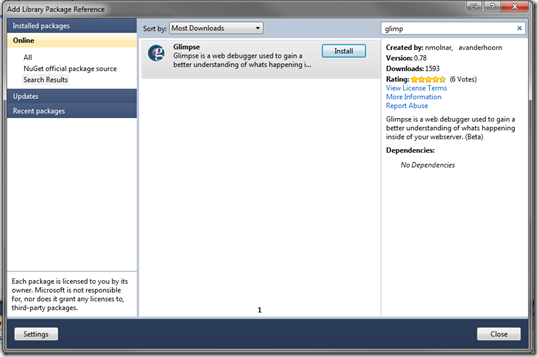 Add Library Package Reference
Installed packages
Online
All
NuGet official package source
Search Results
Updates
Recent packages
Each package is licensed to you by its
owner. Microsoft is not responsible
for, nor does it grant any licenses to,
third-party packages.
Settings
Sort by: Most Downloads
Glimpse
Glimpse is a web debugger used to gain a
better understanding of whats happening i...
Install
1
glimp
Created by: nmolnar, avanderhoorn
Version: 0.78
Downloads: 1593
Rating: (6 Votes)
View License Terms
More Information
Report Abuse
Glimpse is a web debugger used to gain a
better understanding of whats happening
inside of your webserver. (Beta)
Dependencies:
No Dependencies
Close